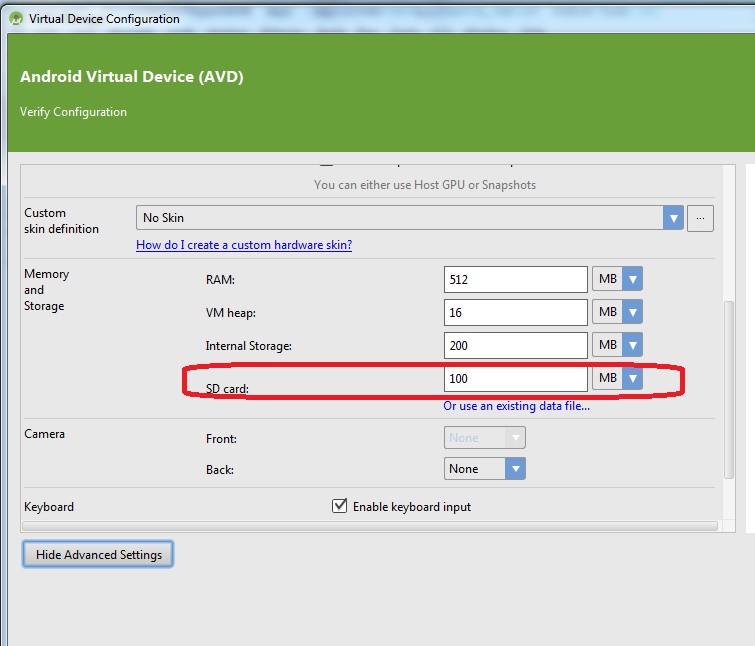 Virtual Device Configuration
Android Virtual Device (AVD)
Verify Configuration
You can either use Host GPU or Snapshots
Custom
skin definition
No Skin
...
How do I create a custom hardware skin?
Memory
and
Storage
RAM:
512
MB
VM heap:
16
MB
Internal Storage:
200
MB
SD card:
100
MB
Or use an existing data file...
Camera
Front:
None
Back:
None
Keyboard
Enable keyboard input
Hide Advanced Settings